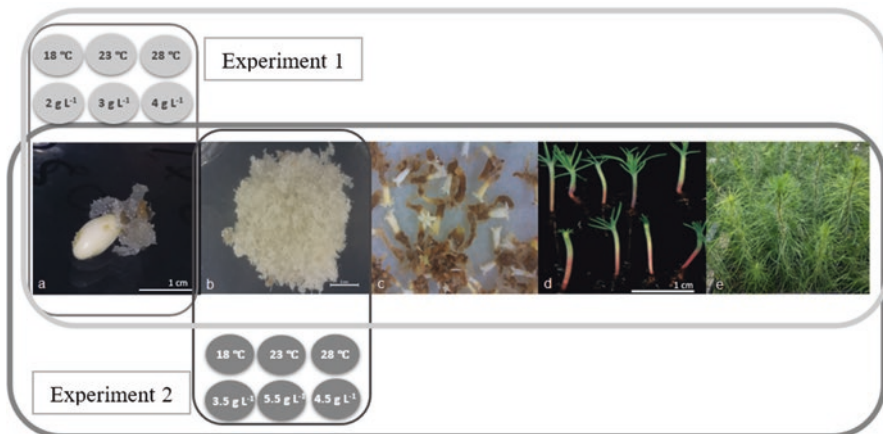 18 °C 23 °C 28 °C
Experiment 1
2 g L⁻¹ 3 g L⁻¹ 4 g L⁻¹
a 1 cm b c d 1 cm e
18 °C 23 °C 28 °C
3.5 g L⁻¹ 5.5 g L⁻¹ 4.5 g L⁻¹
Experiment 2